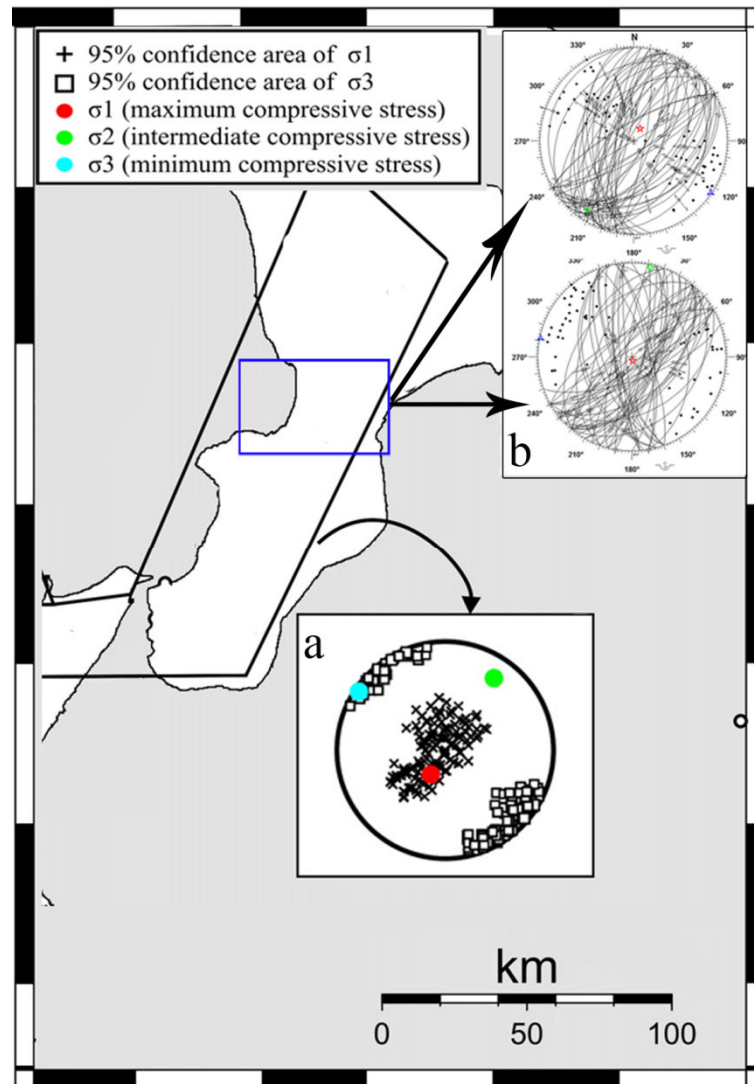 95% confidence area of σ1
95% confidence area of σ3
σ1 (maximum compressive stress)
σ2 (intermediate compressive stress)
σ3 (minimum compressive stress)
N
330° 30°
300°
270° 90°
240° 120°
210° 150°
180°
330° 30°
300°
270° 90°
240° 120°
210° 150°
180°
b
a
km
0 50 100